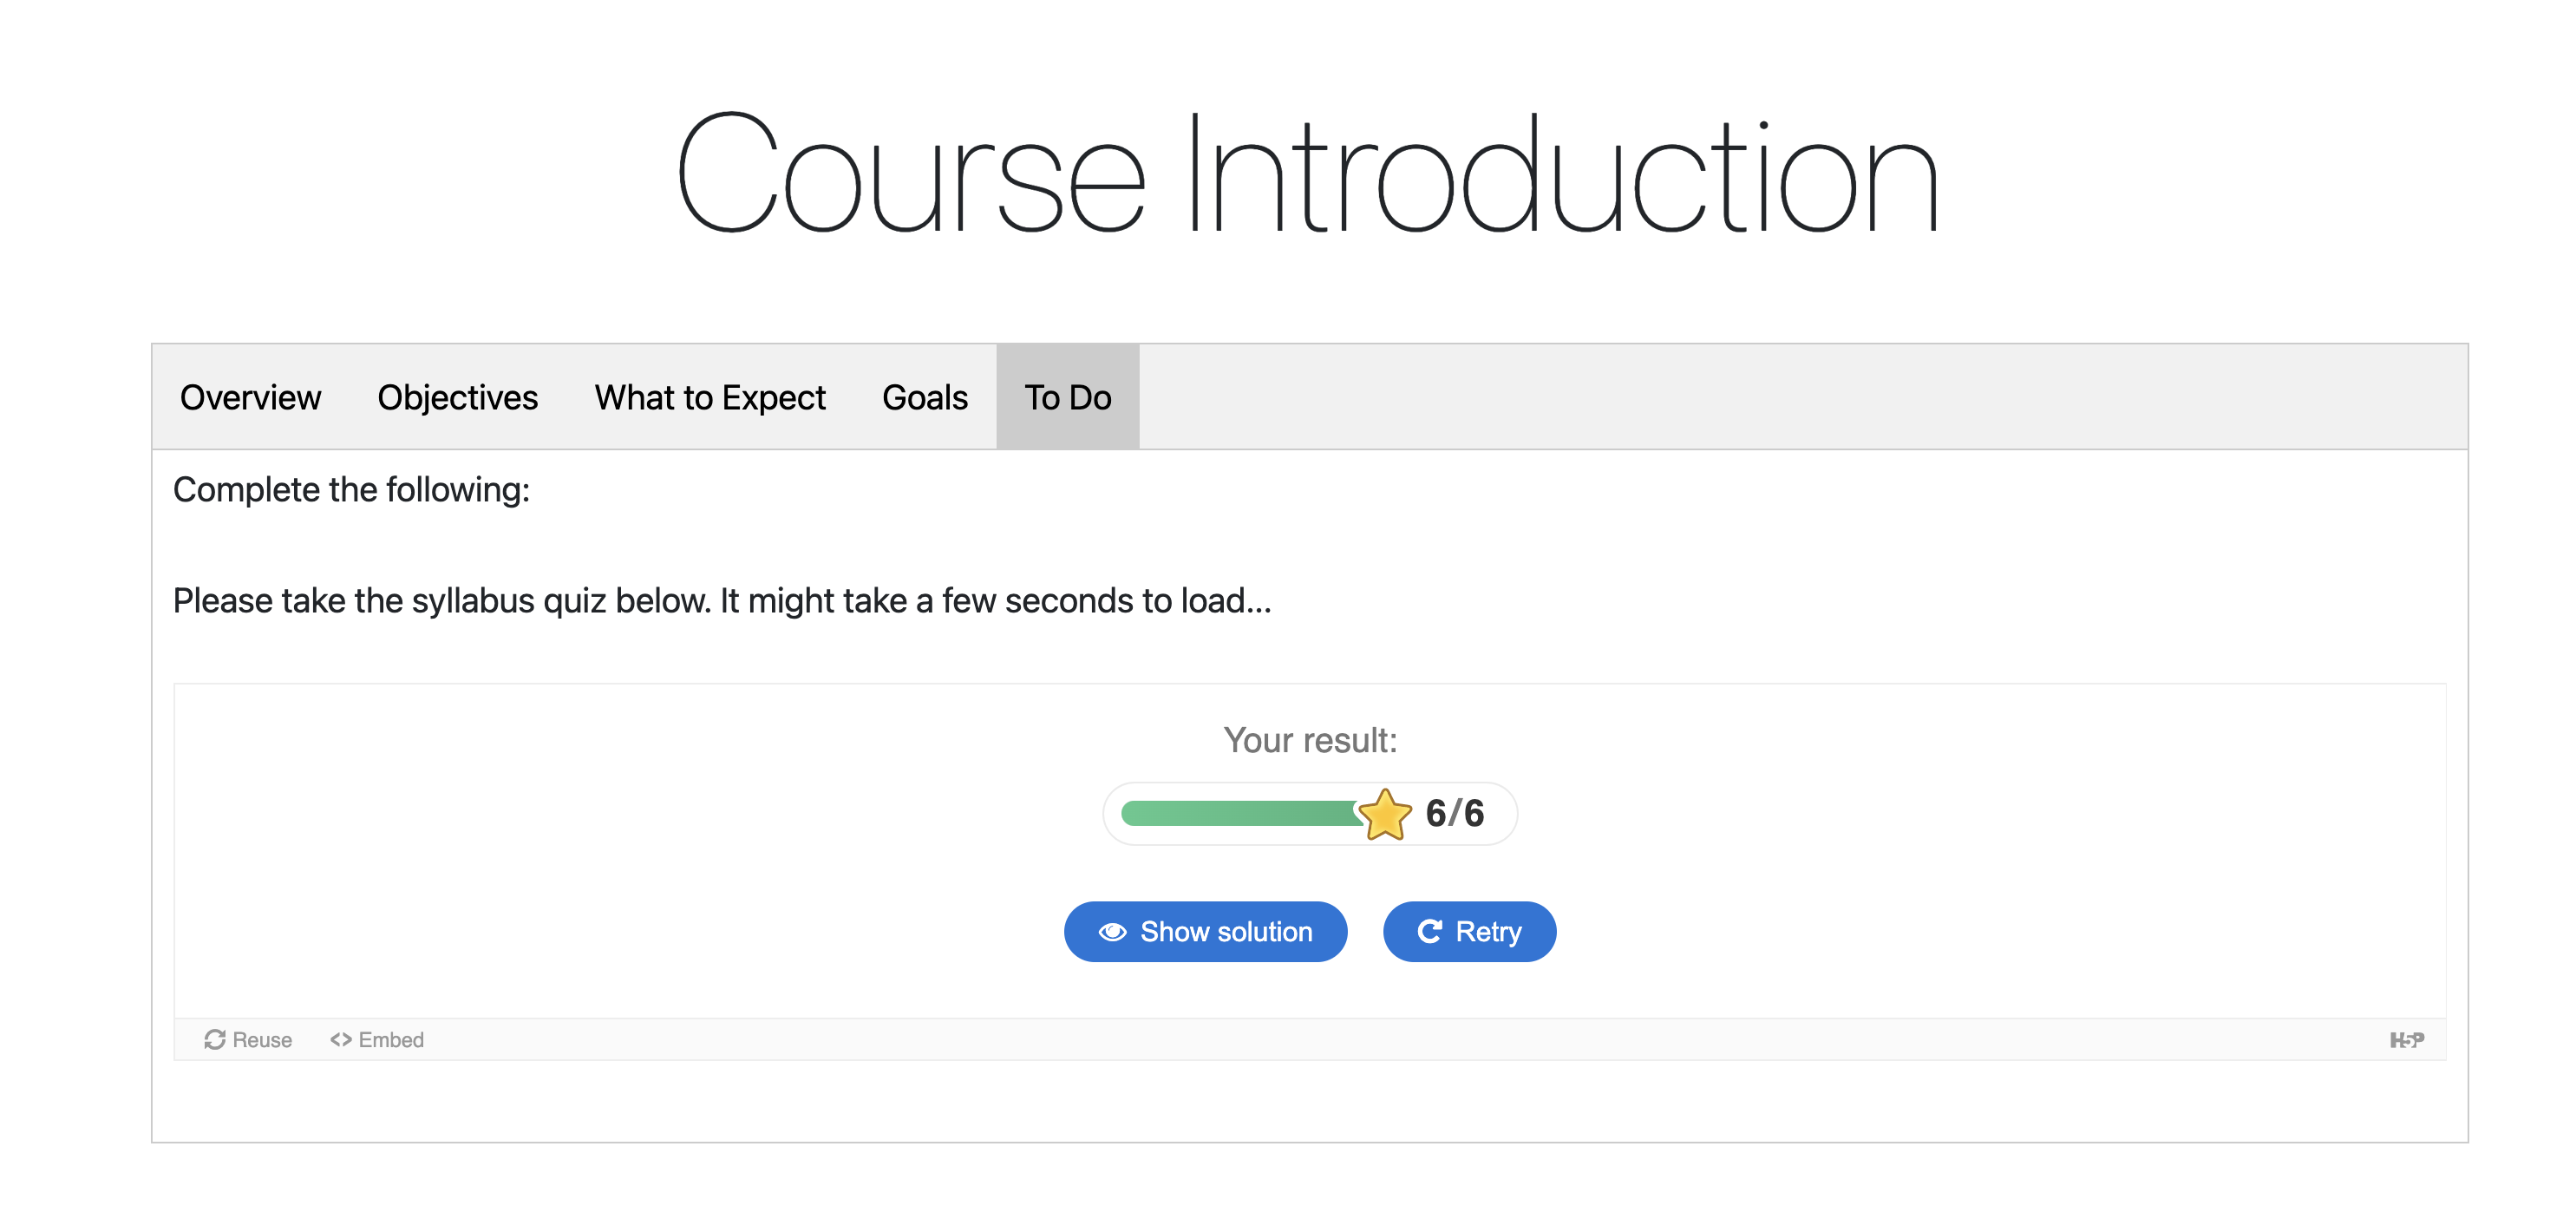 Course Introduction
Overview Objectives What to Expect Goals To Do
Complete the following:
Please take the syllabus quiz below. It might take a few seconds to load...
Your result:
6/6
Show solution Retry
Reuse <> Embed H5P